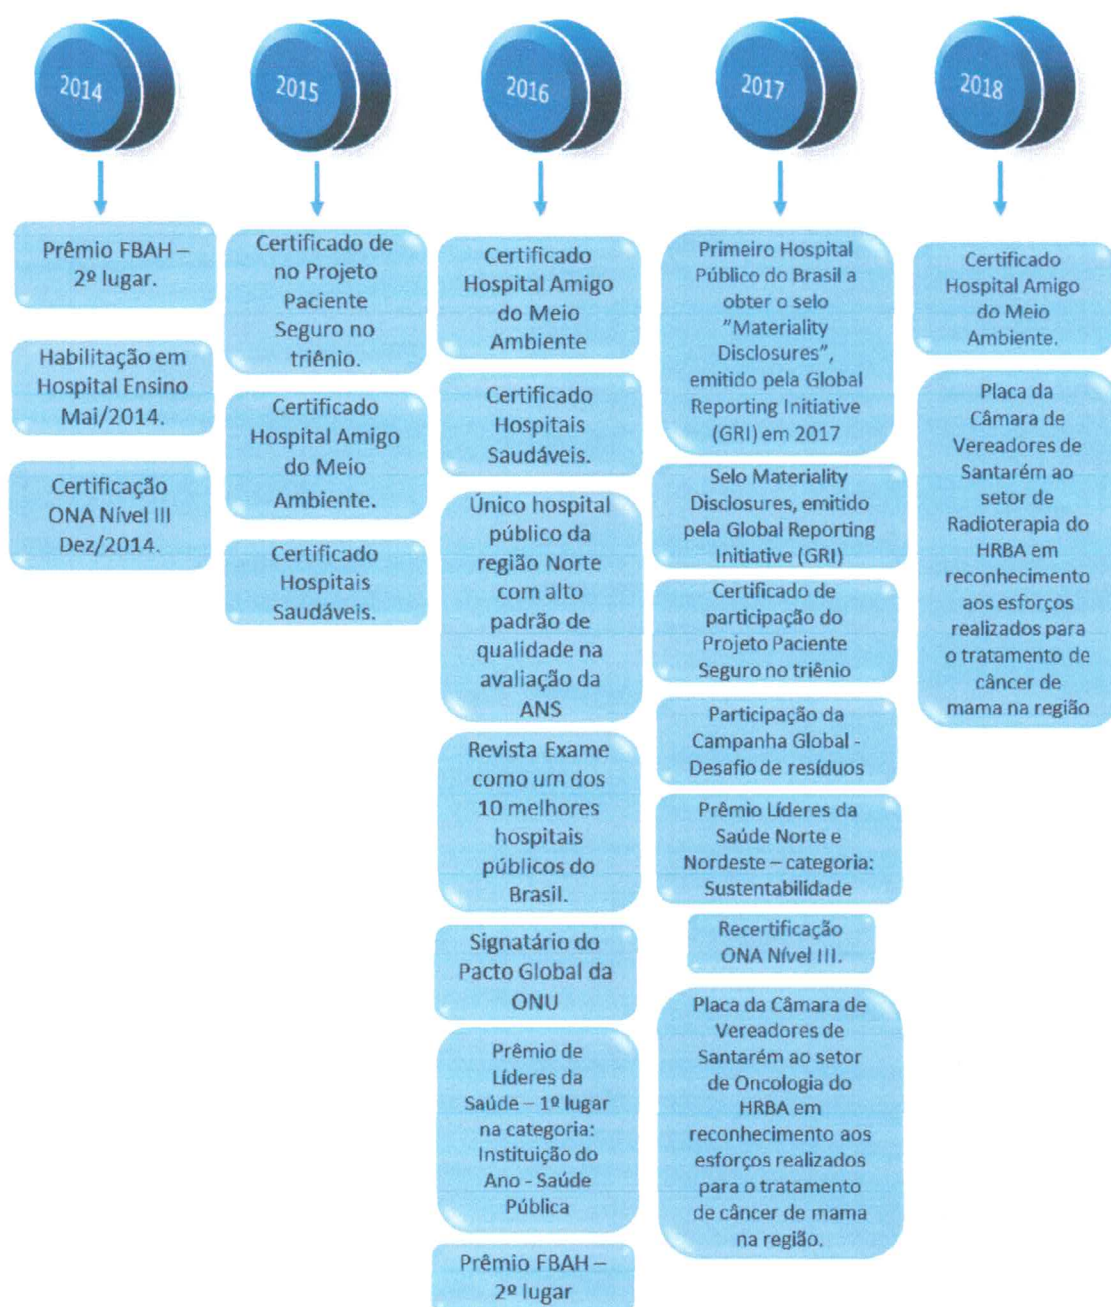 2014
Prêmio FBAH –
2º lugar.
Habilitação em
Hospital Ensino
Mai/2014.
Certificação
ONA Nível III
Dez/2014.
2015
Certificado de
no Projeto
Paciente
Seguro no
triênio.
Certificado
Hospital Amigo
do Meio
Ambiente.
Certificado
Hospitais
Saudáveis.
2016
Certificado
Hospital Amigo
do Meio
Ambiente
Certificado
Hospitais
Saudáveis.
Único hospital
público da
região Norte
com alto
padrão de
qualidade na
avaliação da
ANS
Revista Exame
como um dos
10 melhores
hospitais
públicos do
Brasil.
Signatário do
Pacto Global da
ONU
Prêmio de
Líderes da
Saúde – 1º lugar
na categoria:
Instituição do
Ano - Saúde
Pública
Prêmio FBAH –
2º lugar
2017
Primeiro Hospital
Público do Brasil a
obter o selo
"Materiality
Disclosures",
emitido pela Global
Reporting Initiative
(GRI) em 2017
Selo Materiality
Disclosures, emitido
pela Global Reporting
Initiative (GRI)
Certificado de
participação do
Projeto Paciente
Seguro no triênio
Participação da
Campanha Global -
Desafio de resíduos
Prêmio Líderes da
Saúde Norte e
Nordeste – categoria:
Sustentabilidade
Recertificação
ONA Nível III.
Placa da Câmara de
Vereadores de
Santarém ao setor
de Oncologia do
HRBA em
reconhecimento aos
esforços realizados
para o tratamento
de câncer de mama
na região.
2018
Certificado
Hospital Amigo
do Meio
Ambiente.
Placa da
Câmara de
Vereadores de
Santarém ao
setor de
Radioterapia do
HRBA em
reconhecimento
aos esforços
realizados para
o tratamento de
câncer de
mama na região